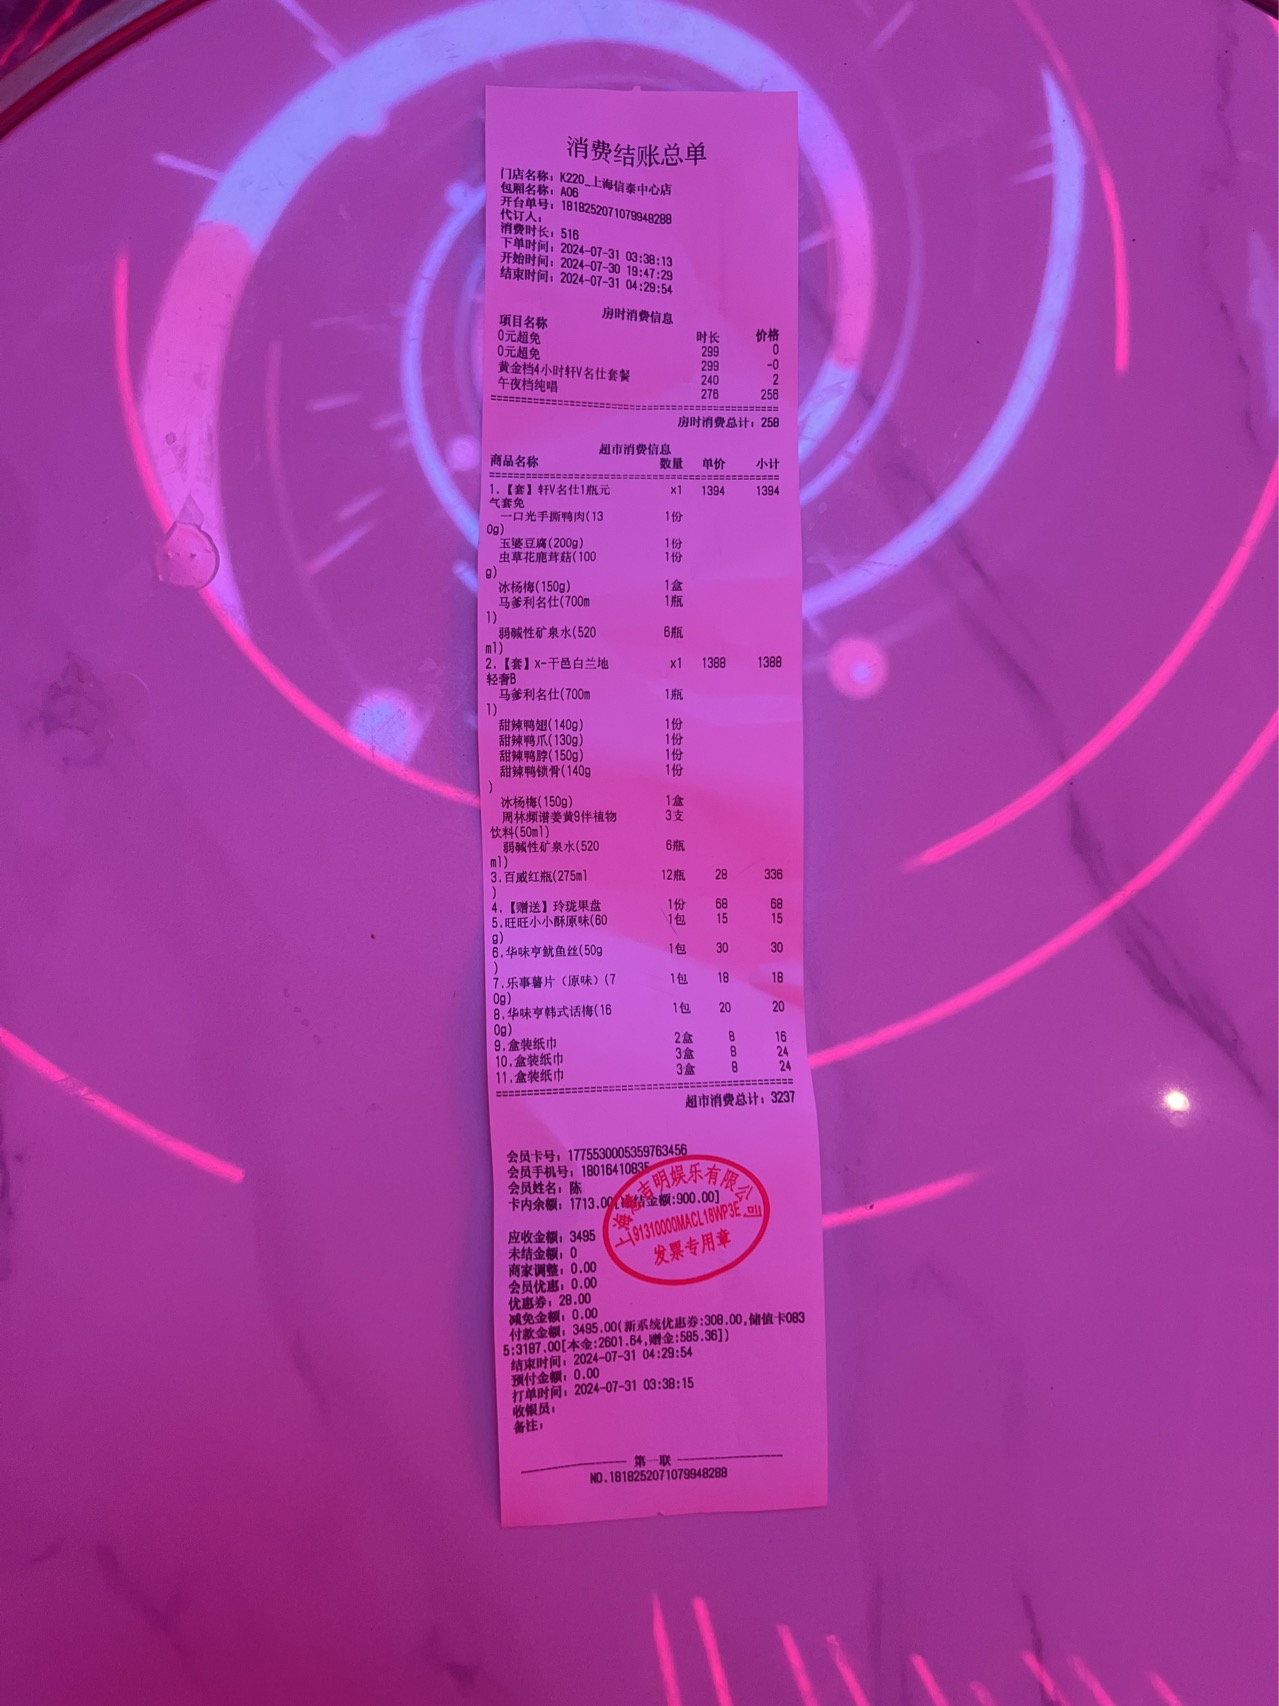 消费结账总单
门店名称：K220_上海信泰中心店
包厢名称：A06
开台单号：1818252071079948288
代订人：
消费时长：516
下单时间：2024-07-31 03:38:13
开始时间：2024-07-30 19:47:29
结束时间：2024-07-31 04:29:54
房时消费信息
项目名称 时长 价格
0元超免 299 0
0元超免 299 -0
黄金档4小时轩V名仕套餐 240 2
午夜档纯唱 276 256
房时消费总计：258
超市消费信息
商品名称 数量 单价 小计
1.【套】轩V名仕1瓶元 x1 1394 1394
气套免
一口光手撕鸭肉(13 1份
0g)
玉婆豆腐(200g) 1份
虫草花鹿茸菇(100 1份
g)
冰杨梅(150g) 1盒
马爹利名仕(700m 1瓶
l)
弱碱性矿泉水(520 6瓶
ml)
2.【套】x-干邑白兰地 x1 1388 1388
轻奢B
马爹利名仕(700m 1瓶
l)
甜辣鸭翅(140g) 1份
甜辣鸭爪(130g) 1份
甜辣鸭脖(150g) 1份
甜辣鸭锁骨(140g 1份
)
冰杨梅(150g) 1盒
周林频谱姜黄9伴植物 3支
饮料(50ml)
弱碱性矿泉水(520 6瓶
ml)
3.百威红瓶(275ml 12瓶 28 336
)
4.【赠送】玲珑果盘 1份 68 68
5.旺旺小小酥原味(60 1包 15 15
g)
6.华味亨鱿鱼丝(50g 1包 30 30
)
7.乐事薯片（原味）(7 1包 18 18
0g)
8.华味亨韩式话梅(16 1包 20 20
0g)
9.盒装纸巾 2盒 8 16
10.盒装纸巾 3盒 8 24
11.盒装纸巾 3盒 8 24
超市消费总计：3237
会员卡号：1775530005359763456
会员手机号：18016410835
会员姓名：陈
卡内余额：1713.00 结金额:900.00]
吉明娱乐有限公司
91310000MACL18WP3E
发票专用章
应收金额：3495
未结金额：0
商家调整：0.00
会员优惠：0.00
优惠券：28.00
减免金额：0.00
付款金额：3495.00(新系统优惠券:308.00,储值卡083
5:3187.00[本金:2601.64,赠金:585.36])
结束时间：2024-07-31 04:29:54
预付金额：0.00
打单时间：2024-07-31 03:38:15
收银员：
备注：
第一联
NO.1818252071079948288